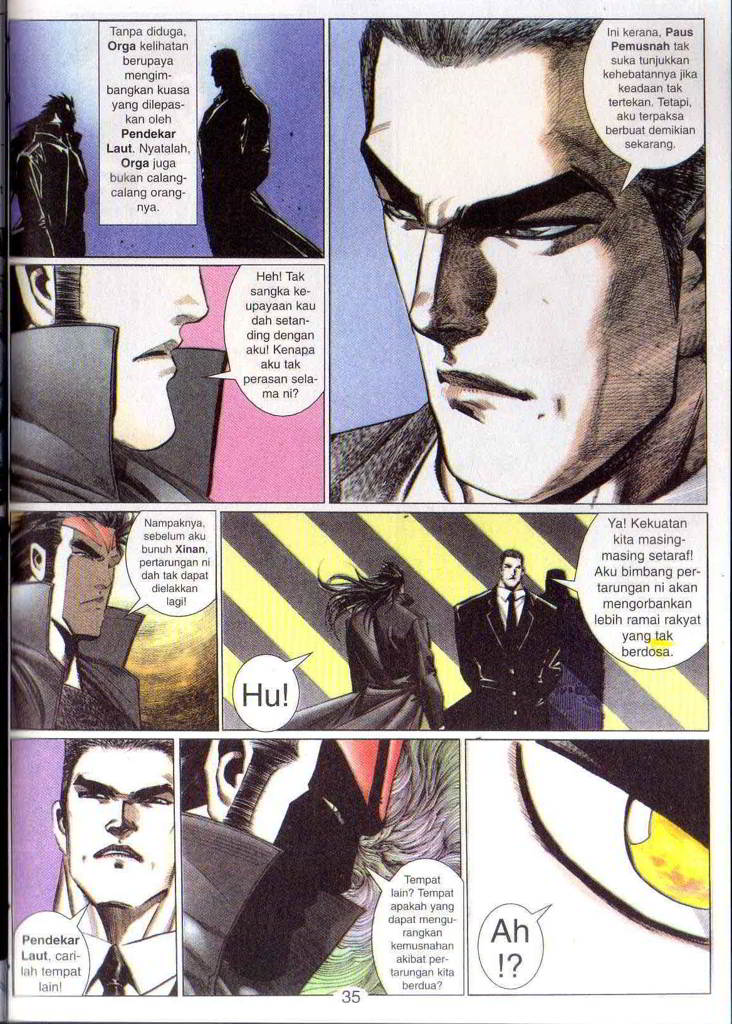 Tanpa diduga,
Orga kelihatan
berupaya
mengim-
bangkan kuasa
yang dilepas-
kan oleh
Pendekar
Laut. Nyatalah,
Orga juga
bukan calang-
calang orang-
nya.
Ini kerana, Paus
Pemusnah tak
suka tunjukkan
kehebatannya jika
keadaan tak
tertekan. Tetapi,
aku terpaksa
berbuat demikian
sekarang.
Heh! Tak
sangka ke-
upayaan kau
dah setan-
ding dengan
aku! Kenapa
aku tak
perasan sela-
ma ni?
Nampaknya,
sebelum aku
bunuh Xinan,
pertarungan ni
dah tak dapat
dielakkan
lagi!
Ya! Kekuatan
kita masing-
masing setaraf!
Aku bimbang per-
tarungan ni akan
mengorbankan
lebih ramai rakyat
yang tak
berdosa.
Hu!
Pendekar
Laut, cari-
lah tempat
lain!
Tempat
lain? Tempat
apakah yang
dapat mengu-
rangkan
kemusnahan
akibat per-
tarungan kita
berdua?
Ah
!?
35